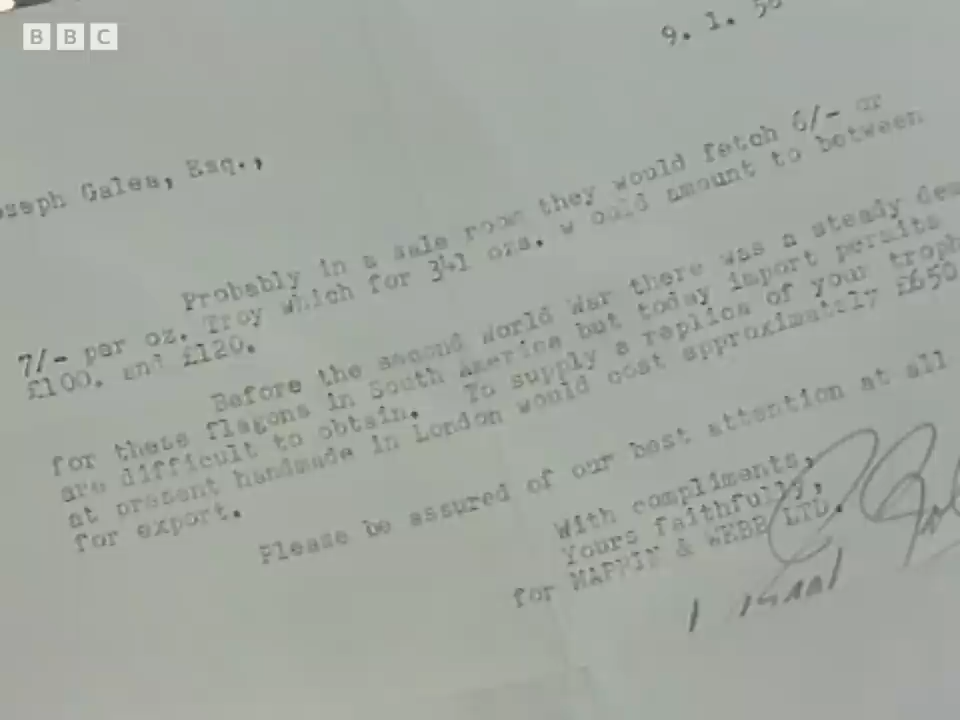 BBC
9. 1.
Joseph Gales, Esq.,
Probably in a sale room they would fetch 6/- or
7/- per oz. Troy which for 341 ozs. w ould amount to between
£100. and £120.
Before the second World War there was a steady
for these flagons in South America but today import permits
are difficult to obtain. To supply a replica of your
at present handmade in London would cost approximately £650
for export.
Please be assured of our best attention at all
With compliments,
Yours faithfully,
for MAPPIN & WEBB LTD.